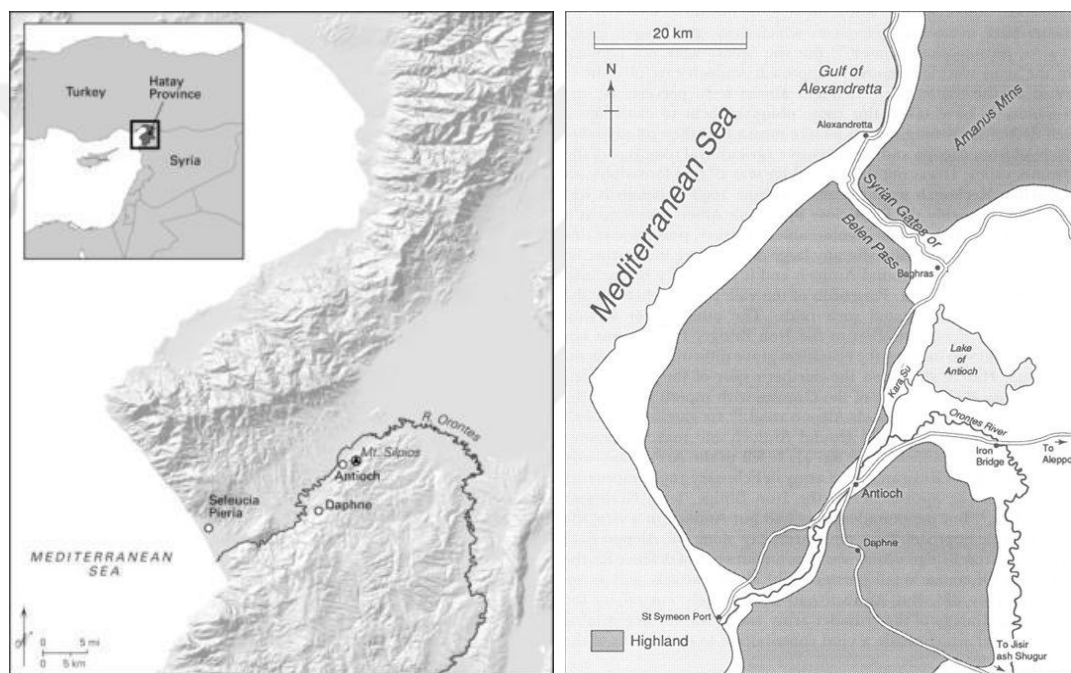 Turkey
Hatay
Province
Syria
R. Orontes
Mt. Silpios
Antioch
Daphne
Seleucia
Pieria
MEDITERRANEAN
SEA
0
5 mi
0
5 km
20 km
N
Gulf of
Alexandretta
Alexandretta
Amanus Mtns
Mediterranean Sea
Syrian Gates or
Belen Pass
Baghras
Lake
of
Antioch
Kara Su
Orontes River
Iron
Bridge
To
Aleppo
Antioch
Daphne
St Symeon Port
Highland
To Jisir
ash Shugur